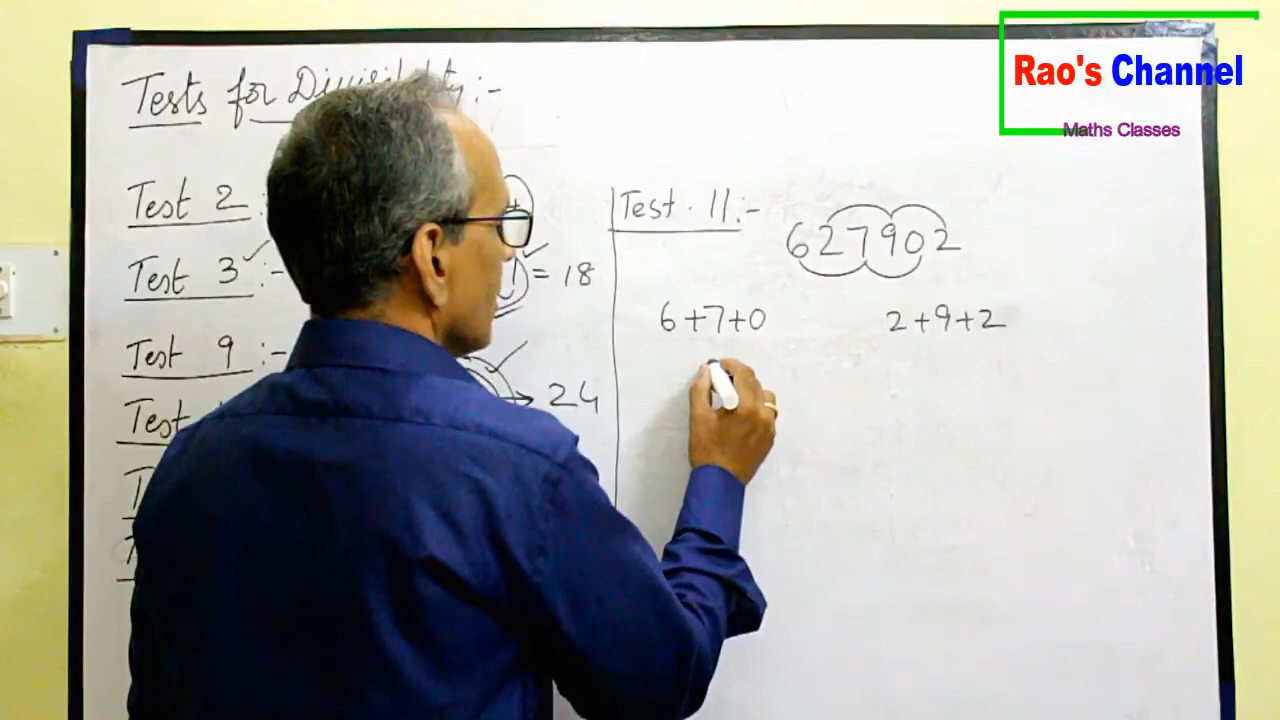 Rao's Channel
Maths Classes
Tests for Divisibility :-
Test 2 :
Test 3 :-
= 18
Test 9 :-
24
Test
Test 11 :-
627902
6+7+0
2+9+2